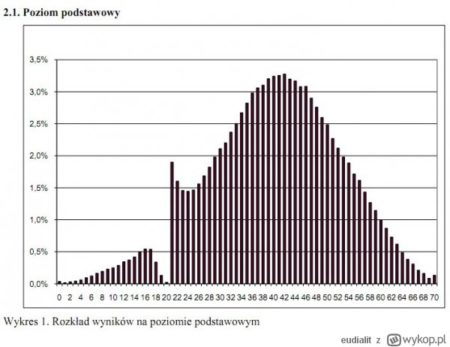 2.1. Poziom podstawowy
3,5%
3,0%
2,5%
2,0%
1,5%
1,0%
0,5%
0,0%
0 2 4 6 8 10 12 14 16 18 20 22 24 26 28 30 32 34 36 38 40 42 44 46 48 50 52 54 56 58 60 62 64 66 68 70
Wykres 1. Rozkład wyników na poziomie podstawowym
eudialit z wykop.pl